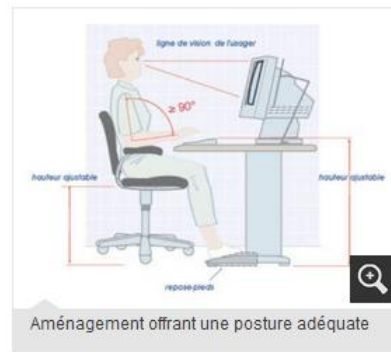 ligne de vision de l'usager
≥ 90°
hauteur ajustable
hauteur ajustable
repose-pieds
Aménagement offrant une posture adéquate